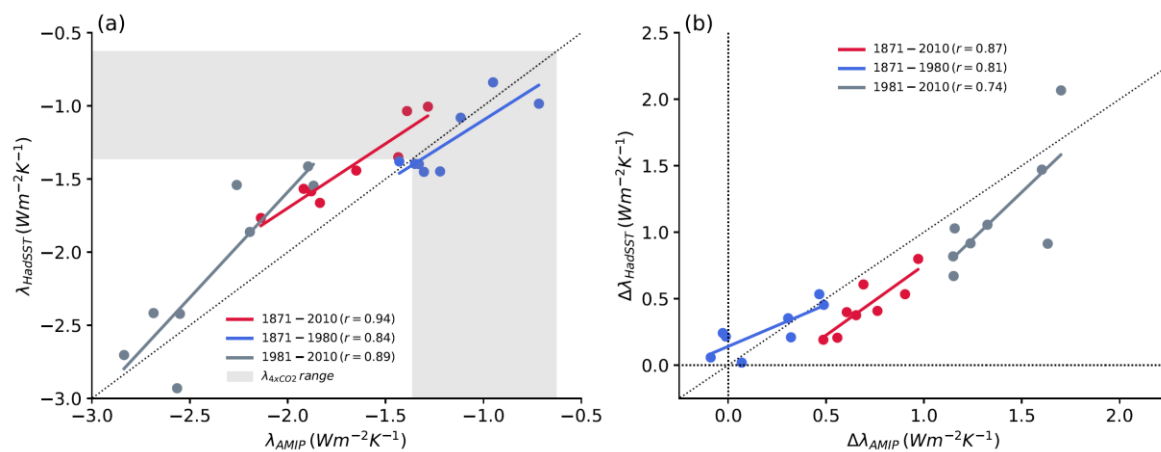 (a)
−0.5
−1.0
−1.5
−2.0
−2.5
−3.0
λHadSST (Wm−2K−1)
1871 − 2010 (r = 0.94)
1871 − 1980 (r = 0.84)
1981 − 2010 (r = 0.89)
λ4xCO2 range
−3.0 −2.5 −2.0 −1.5 −1.0 −0.5
λAMIP (Wm−2K−1)
(b)
2.5
2.0
1.5
1.0
0.5
0.0
ΔλHadSST (Wm−2K−1)
1871 − 2010 (r = 0.87)
1871 − 1980 (r = 0.81)
1981 − 2010 (r = 0.74)
0.0 0.5 1.0 1.5 2.0
ΔλAMIP (Wm−2K−1)